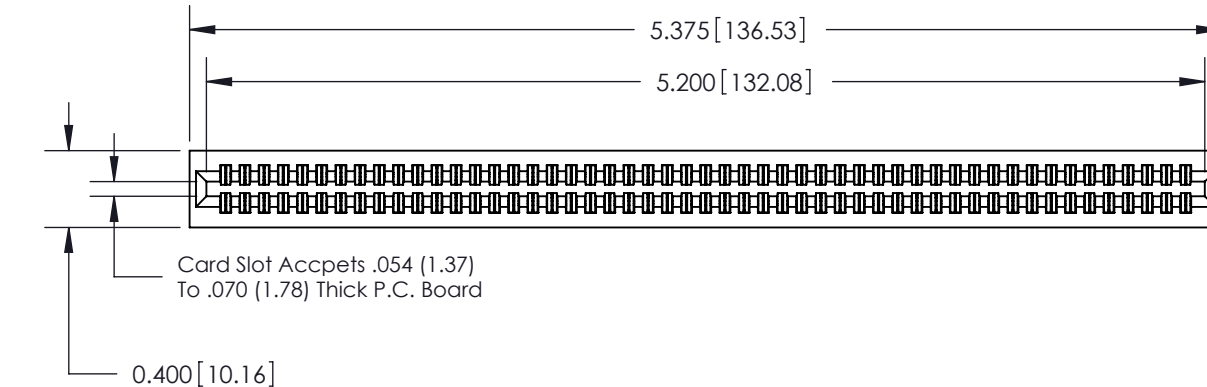 5.375[136.53]
5.200[132.08]
Card Slot Accpets .054 (1.37)
To .070 (1.78) Thick P.C. Board
0.400[10.16]